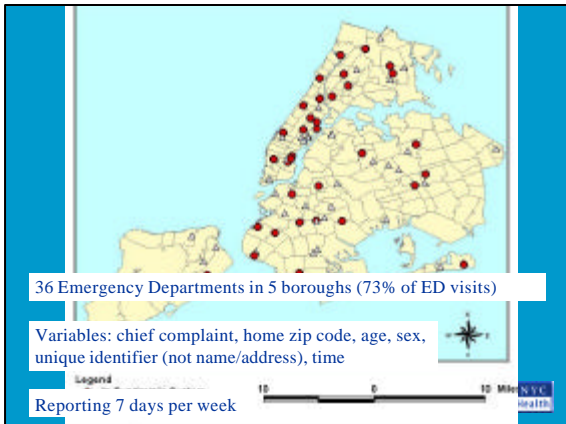 36 Emergency Departments in 5 boroughs (73% of ED visits)
Variables: chief complaint, home zip code, age, sex,
unique identifier (not name/address), time
Legend
10 0 10 Miles
Reporting 7 days per week
NYC
Health